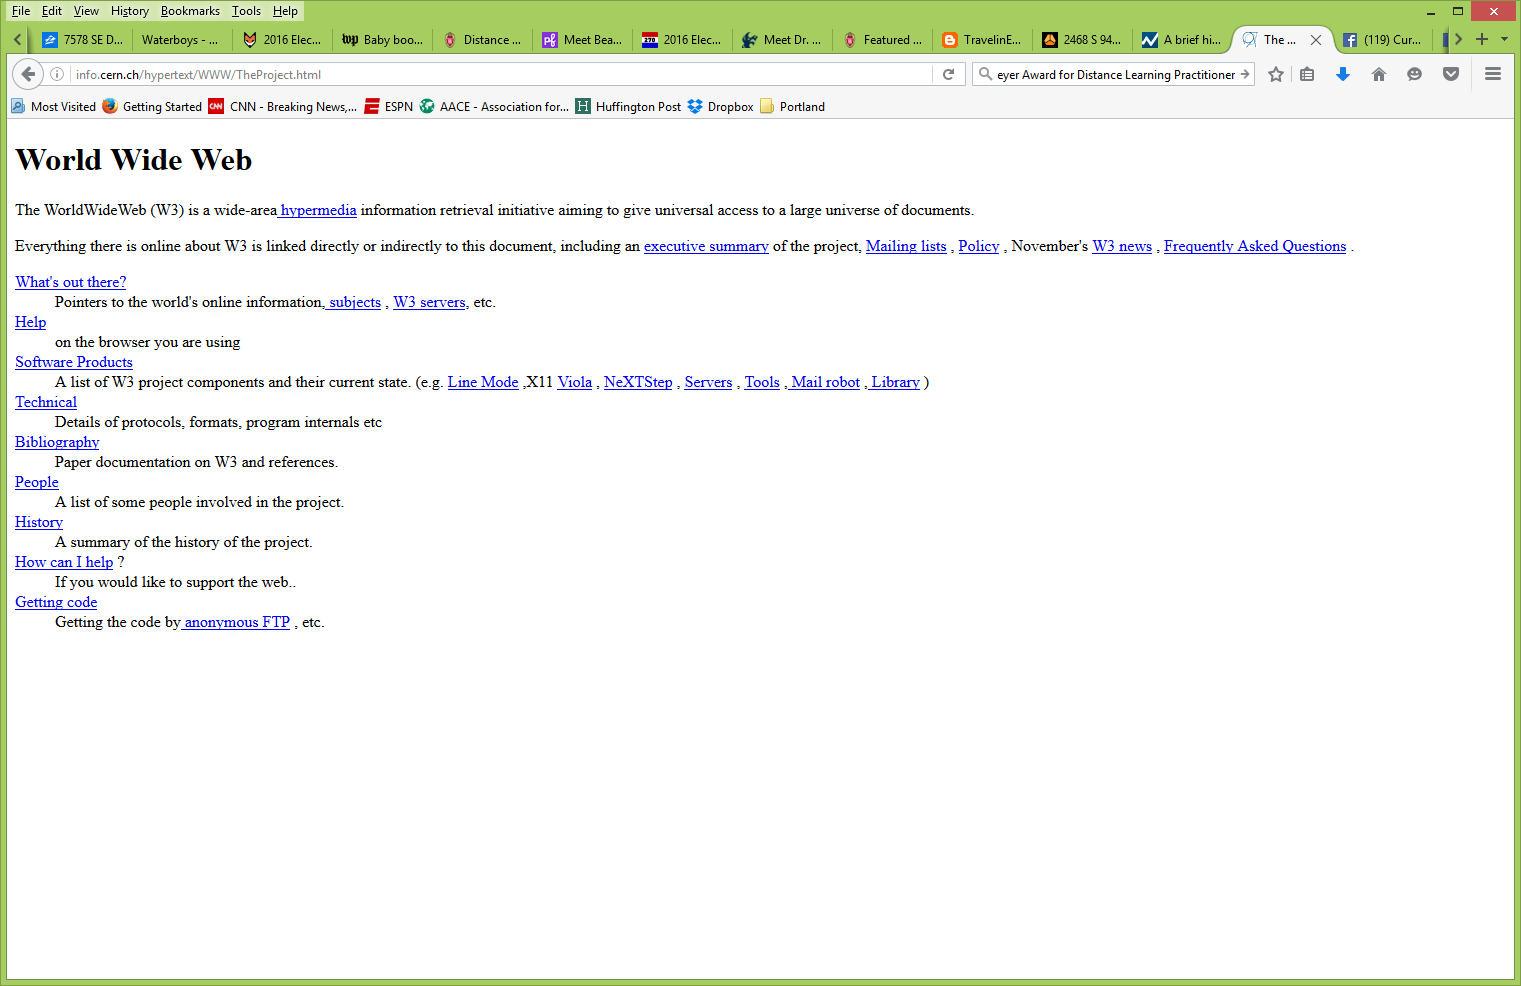 File Edit View History Bookmarks Tools Help
7578 SE D... Waterboys - ... 2016 Elec... wp Baby boo... Distance ... pf Meet Bea... 270 2016 Elec... Meet Dr. ... Featured ... TravelinE... 2468 S 94... A brief hi... The ... (119) Cur...
info.cern.ch/hypertext/WWW/TheProject.html eyer Award for Distance Learning Practitioner
Most Visited Getting Started CNN CNN - Breaking News,... ESPN AACE - Association for... H Huffington Post Dropbox Portland
World Wide Web
The WorldWideWeb (W3) is a wide-area hypermedia information retrieval initiative aiming to give universal access to a large universe of documents.
Everything there is online about W3 is linked directly or indirectly to this document, including an executive summary of the project, Mailing lists , Policy , November's W3 news , Frequently Asked Questions .
What's out there?
Pointers to the world's online information, subjects , W3 servers, etc.
Help
on the browser you are using
Software Products
A list of W3 project components and their current state. (e.g. Line Mode ,X11 Viola , NeXTStep , Servers , Tools , Mail robot , Library )
Technical
Details of protocols, formats, program internals etc
Bibliography
Paper documentation on W3 and references.
People
A list of some people involved in the project.
History
A summary of the history of the project.
How can I help ?
If you would like to support the web..
Getting code
Getting the code by anonymous FTP , etc.